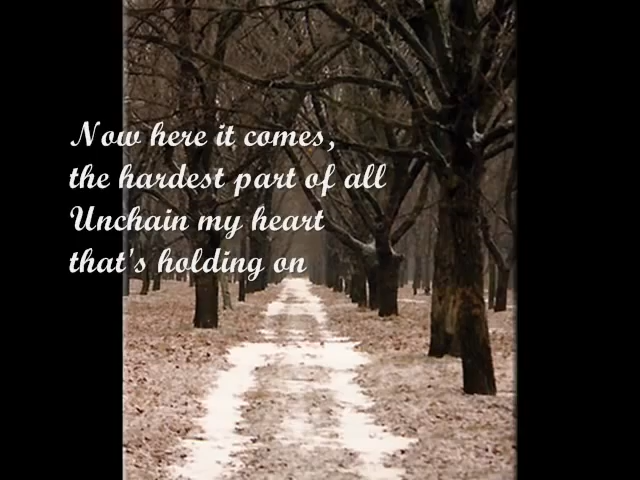 Now here it comes,
the hardest part of all
Unchain my heart
that's holding on